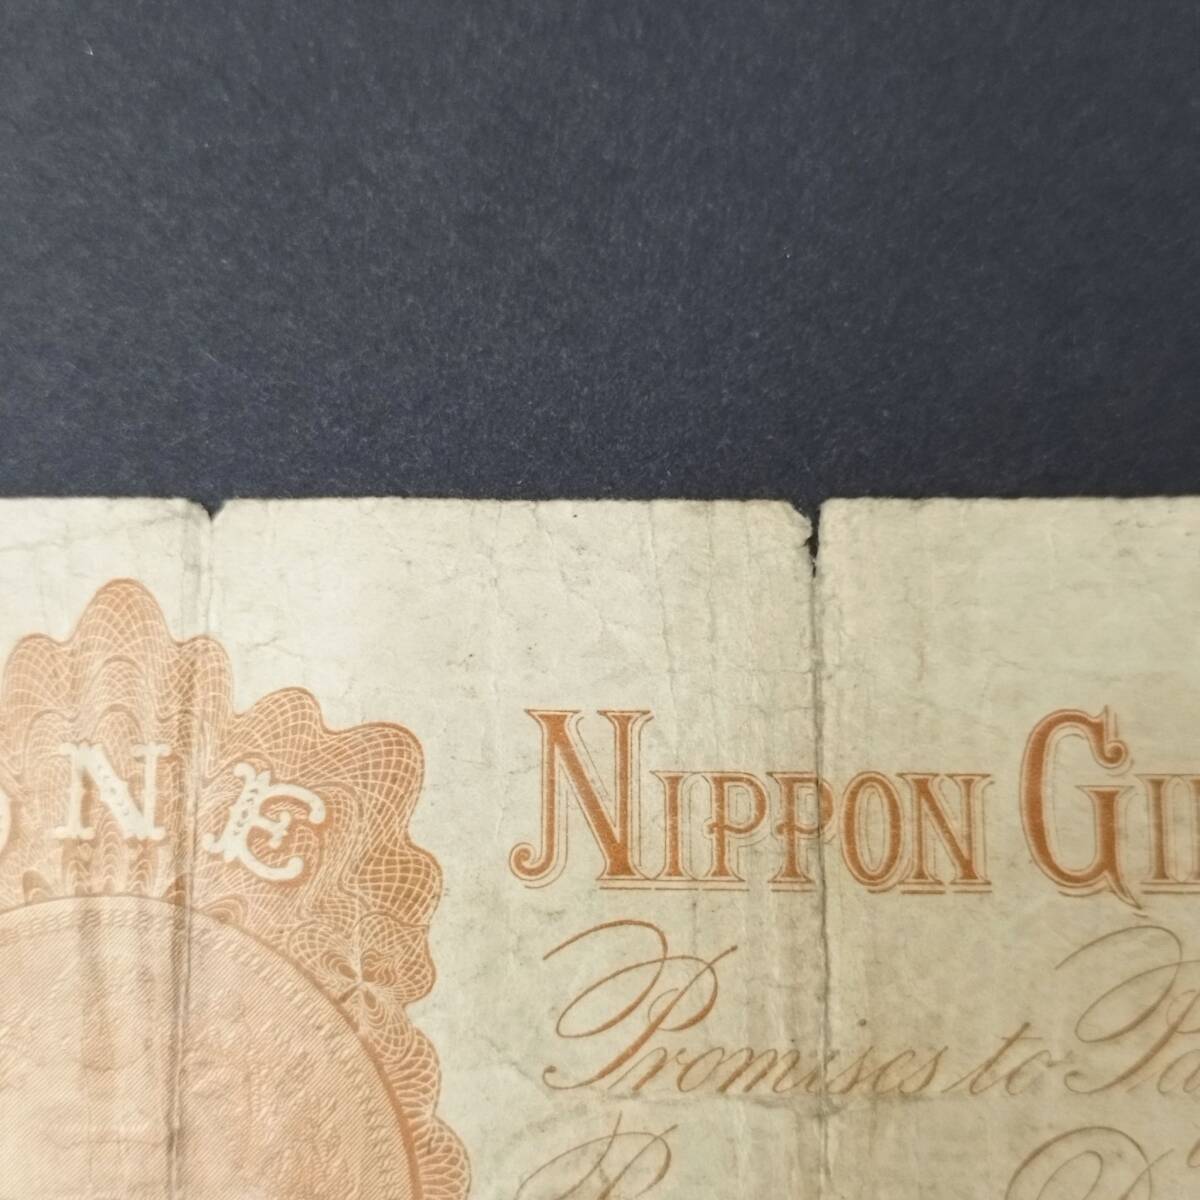 ONE
NIPPON GI
Promises to Pa